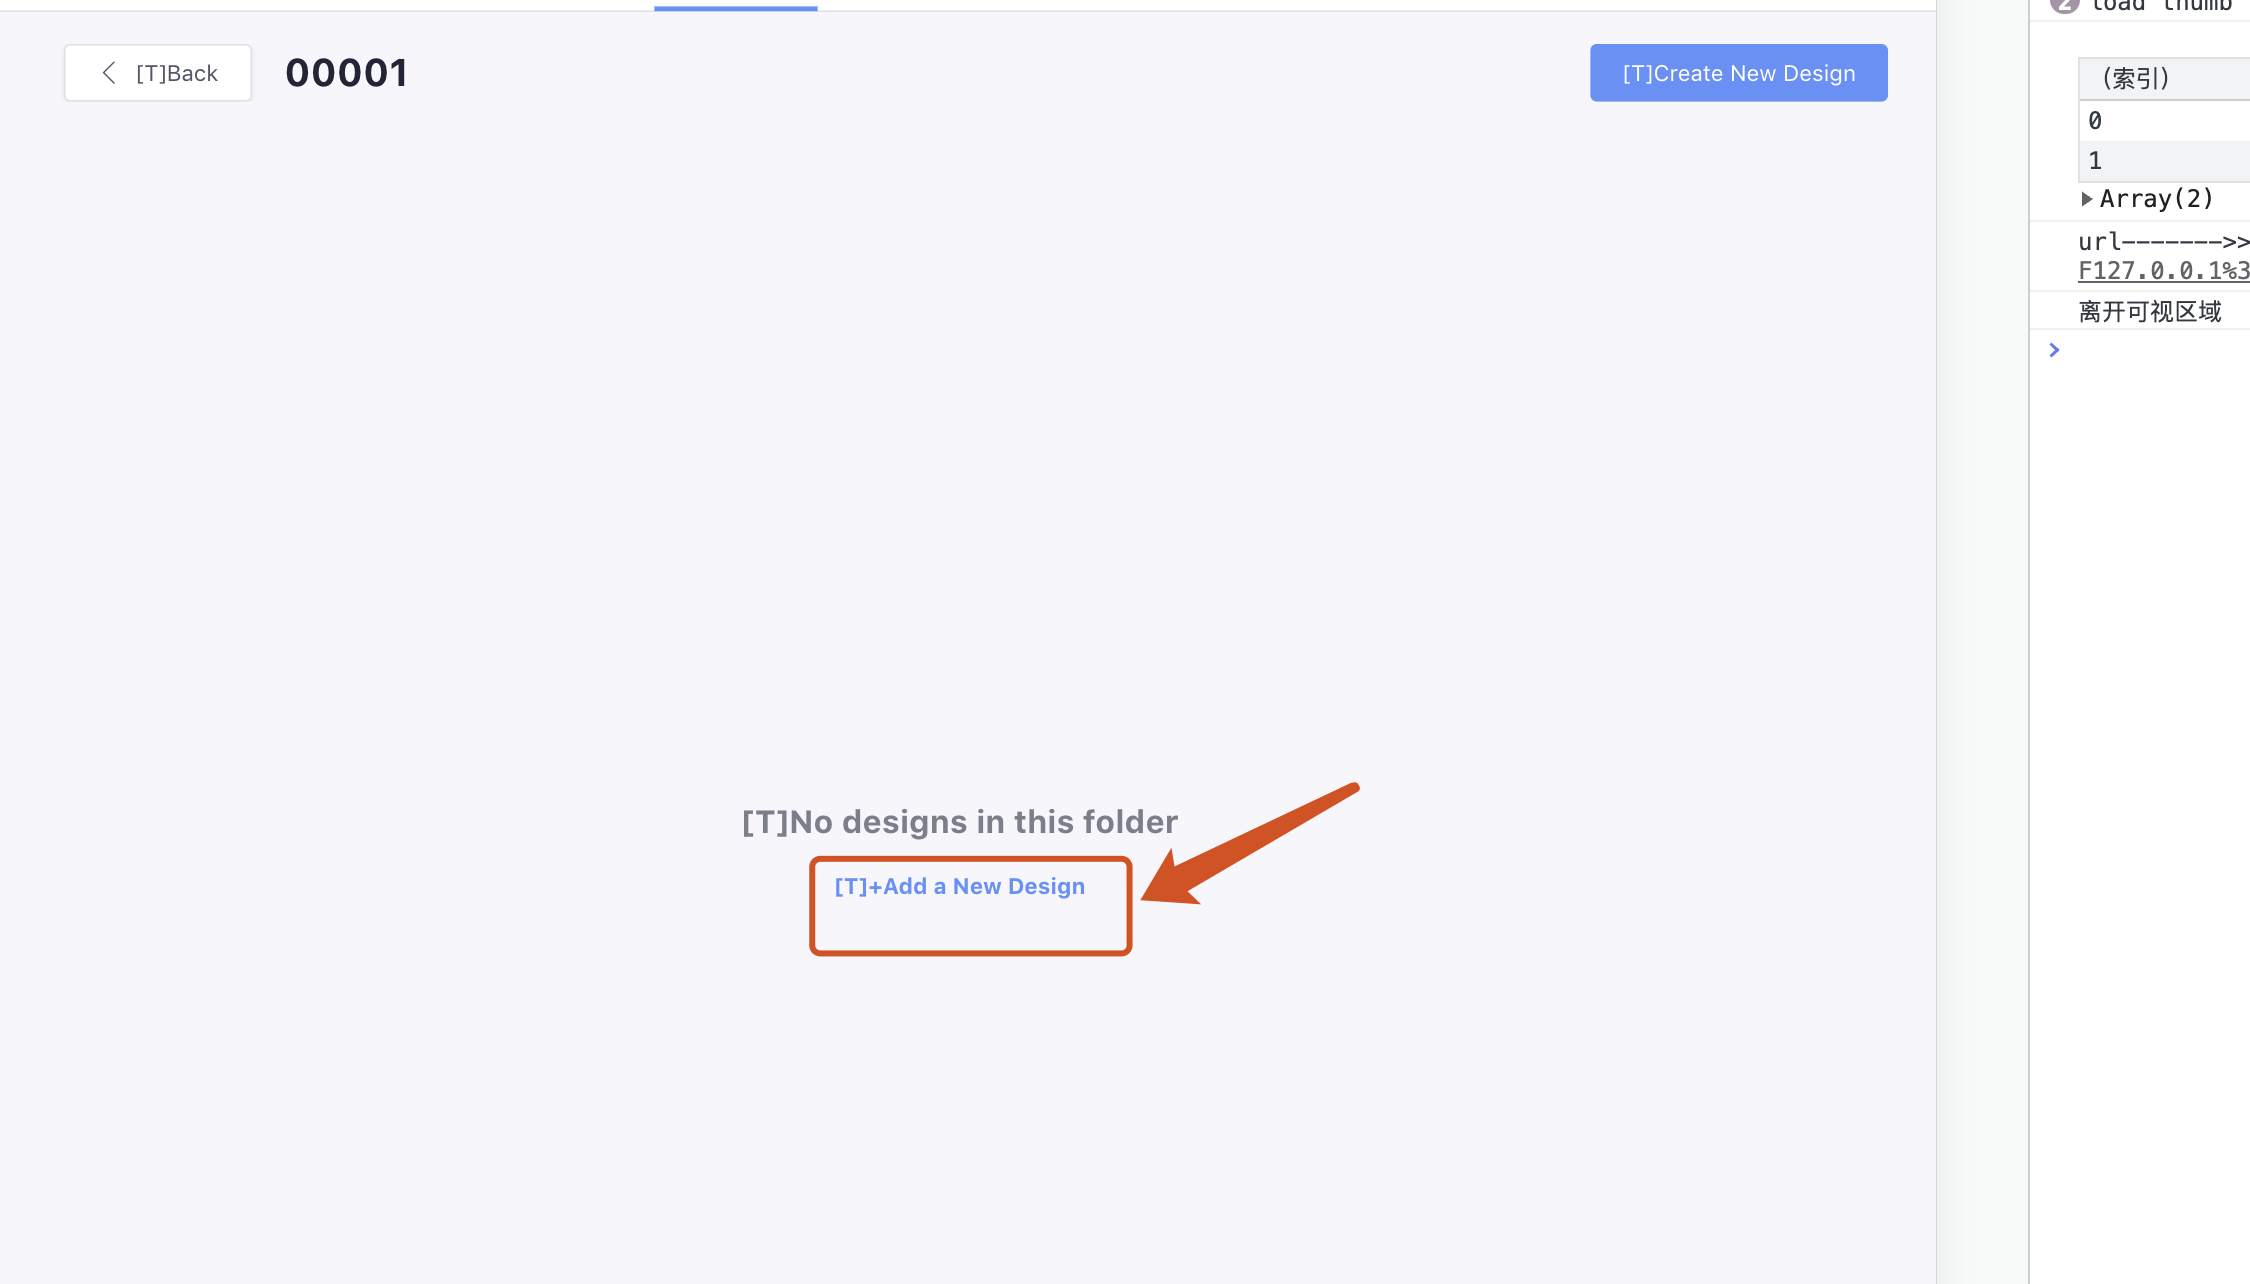 [T]Back
00001
[T]Create New Design
[T]No designs in this folder
[T]+Add a New Design
2 load thumb
(索引)
0
1
Array(2)
url------->>
F127.0.0.1%3
离开可视区域